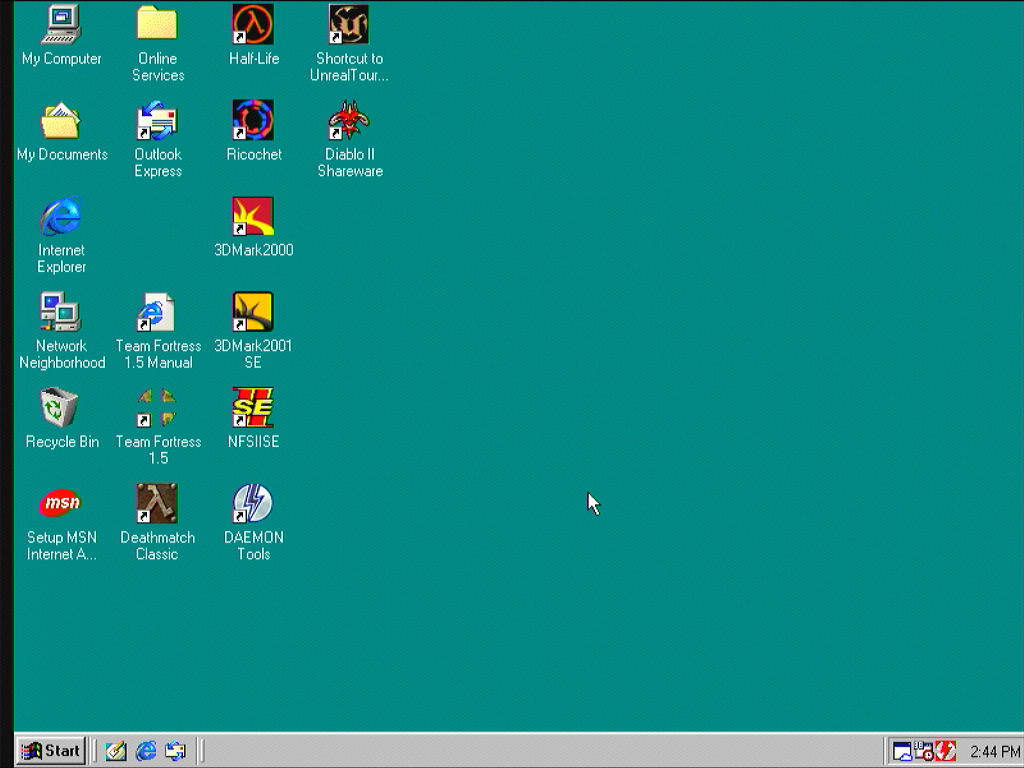 My Computer
Online
Services
Half-Life
Shortcut to
UnrealTour...
My Documents
Outlook
Express
Ricochet
Diablo II
Shareware
Internet
Explorer
3DMark2000
Network
Neighborhood
Team Fortress
1.5 Manual
3DMark2001
SE
SE
Recycle Bin
Team Fortress
1.5
NFSIISE
msn
Setup MSN
Internet A...
Deathmatch
Classic
DAEMON
Tools
Start
2:44 PM